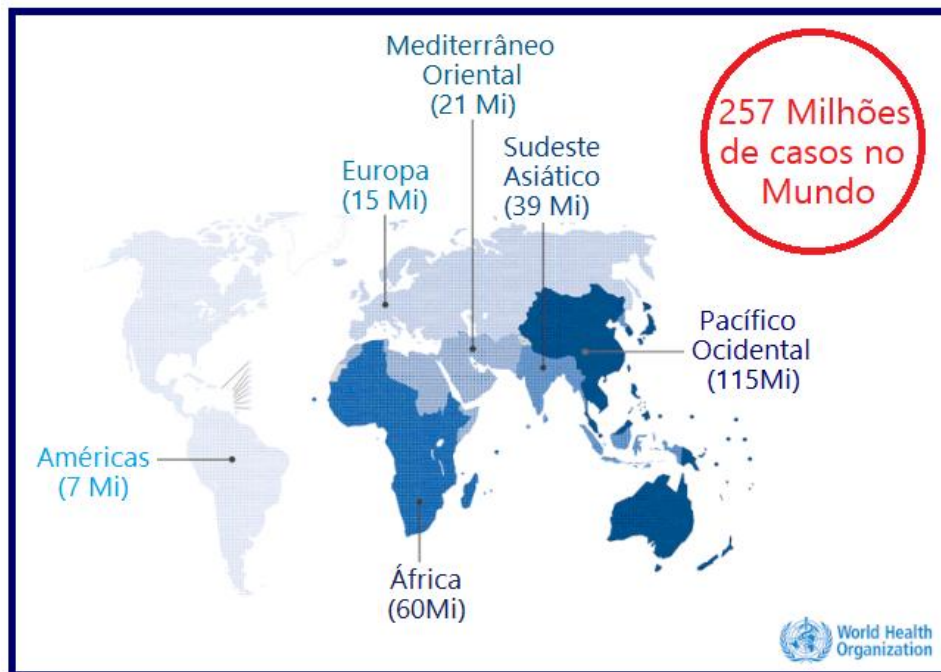 Mediterrâneo
Oriental
(21 Mi)
257 Milhões
de casos no
Mundo
Europa
(15 Mi)
Sudeste
Asiático
(39 Mi)
Pacífico
Ocidental
(115Mi)
Américas
(7 Mi)
África
(60Mi)
World Health
Organization